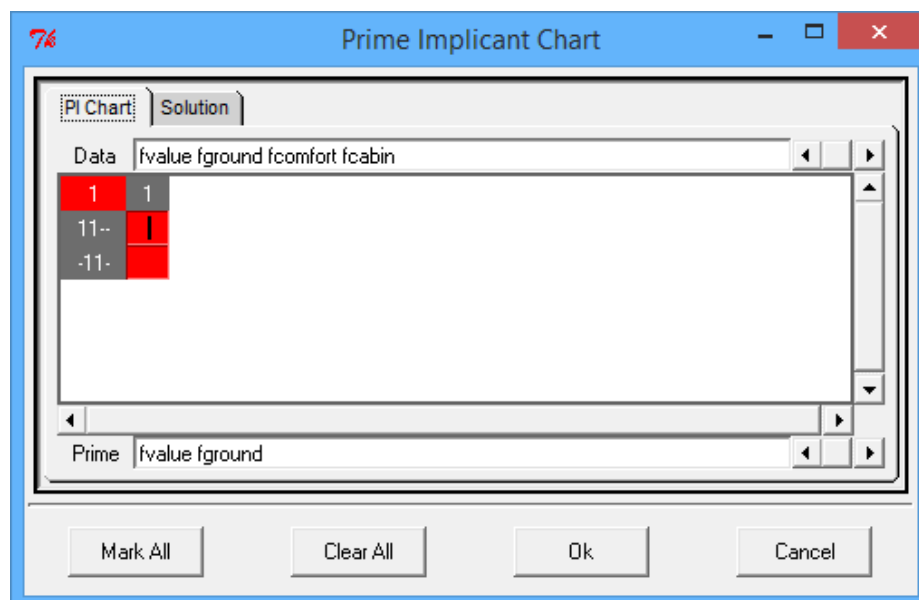 7% Prime Implicant Chart
PI Chart Solution
Data fvalue fground fcomfort fcabin
1 1
11--
-11-
Prime fvalue fground
Mark All Clear All Ok Cancel